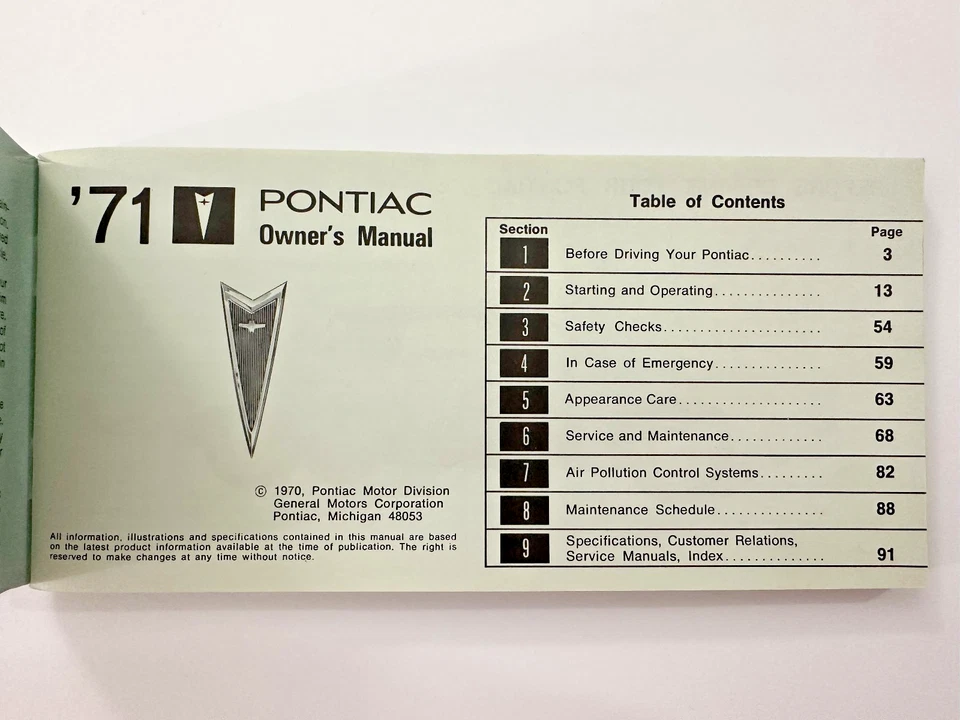 '71 PONTIAC
Owner's Manual
© 1970, Pontiac Motor Division
General Motors Corporation
Pontiac, Michigan 48053
All information, illustrations and specifications contained in this manual are based
on the latest product information available at the time of publication. The right is
reserved to make changes at any time without notice.
Table of Contents
Section Page
1 Before Driving Your Pontiac.......... 3
2 Starting and Operating............... 13
3 Safety Checks...................... 54
4 In Case of Emergency............... 59
5 Appearance Care.................... 63
6 Service and Maintenance............. 68
7 Air Pollution Control Systems......... 82
8 Maintenance Schedule............... 88
9 Specifications, Customer Relations,
Service Manuals, Index.............. 91